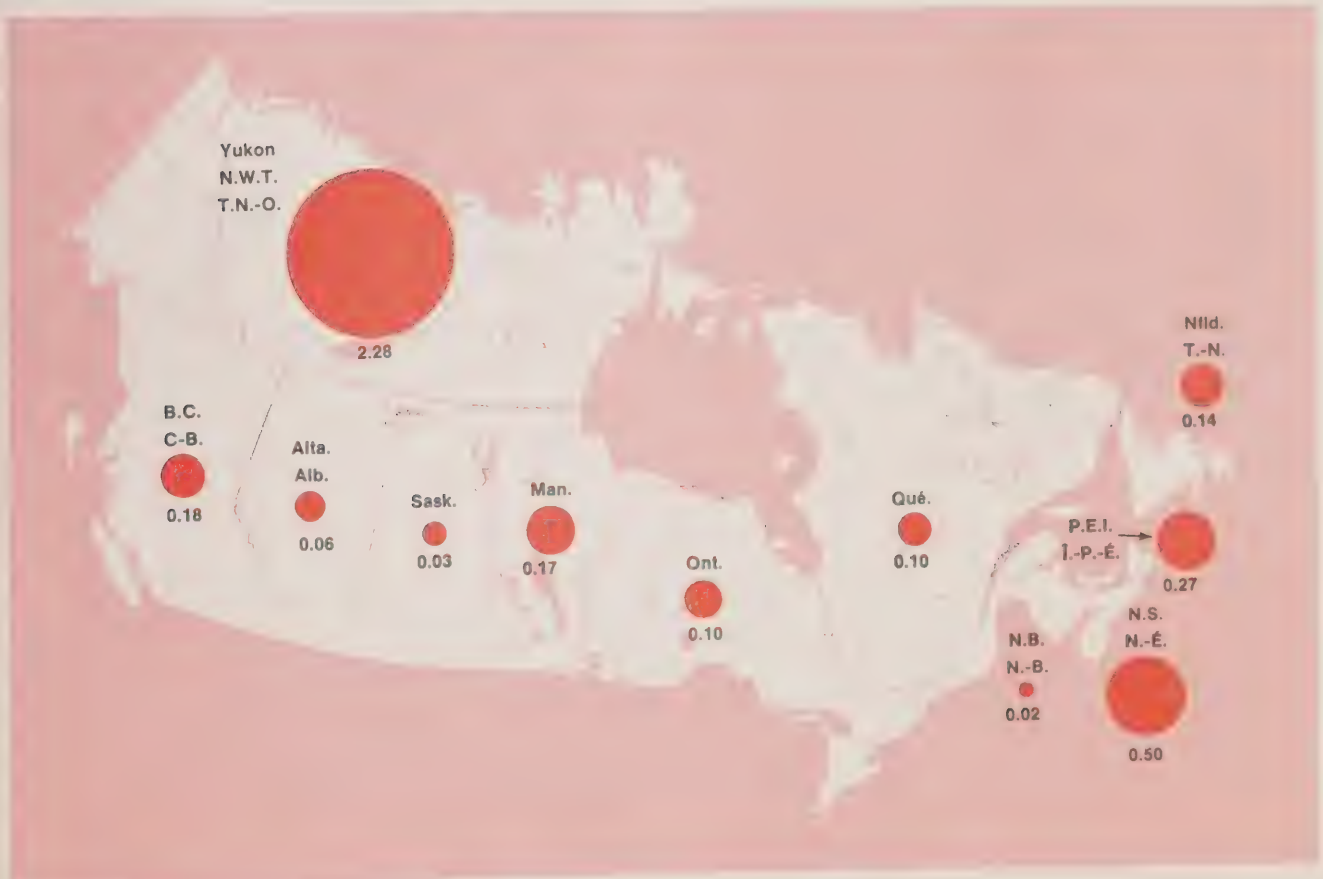 Yukon
N.W.T.
T.N.-O.
2.28
B.C.
C-B.
0.18
Alta.
Alb.
0.06
Sask.
0.03
Man.
0.17
Ont.
0.10
Qué.
0.10
Nfld.
T.-N.
0.14
P.E.I.
Î.-P.-É.
0.27
N.B.
N.-B.
0.02
N.S.
N.-É.
0.50